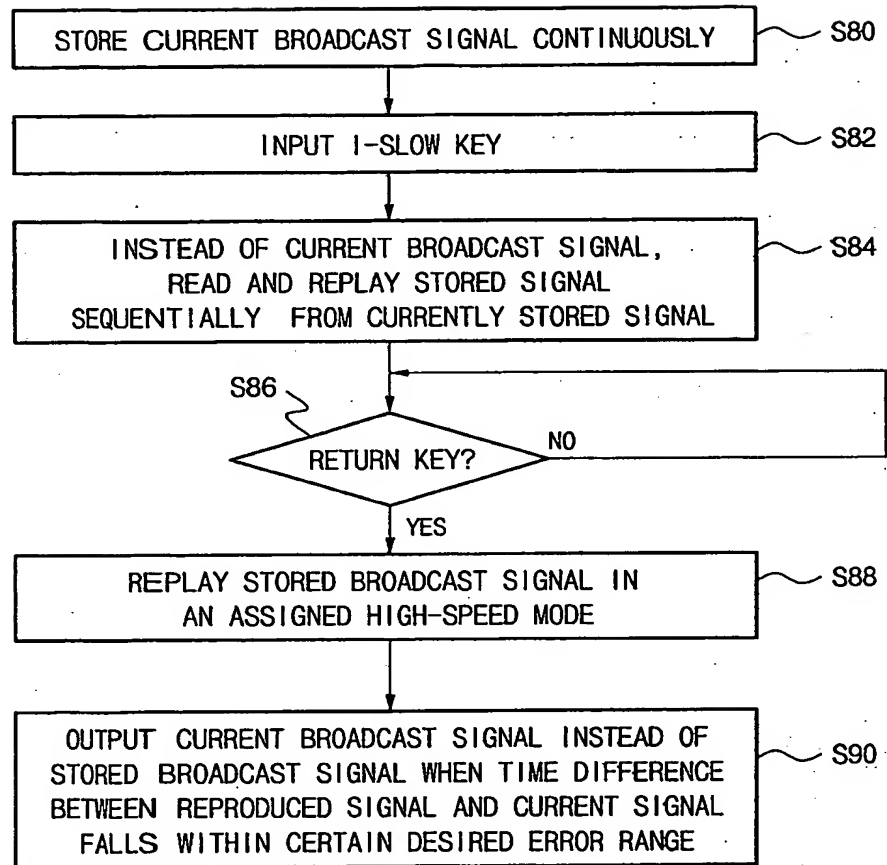 STORE CURRENT BROADCAST SIGNAL CONTINUOUSLY
S80
INPUT I-SLOW KEY
S82
INSTEAD OF CURRENT BROADCAST SIGNAL,
READ AND REPLAY STORED SIGNAL
SEQUENTIALLY FROM CURRENTLY STORED SIGNAL
S84
S86
RETURN KEY?
NO
YES
REPLAY STORED BROADCAST SIGNAL IN
AN ASSIGNED HIGH-SPEED MODE
S88
OUTPUT CURRENT BROADCAST SIGNAL INSTEAD OF
STORED BROADCAST SIGNAL WHEN TIME DIFFERENCE
BETWEEN REPRODUCED SIGNAL AND CURRENT SIGNAL
FALLS WITHIN CERTAIN DESIRED ERROR RANGE
S90